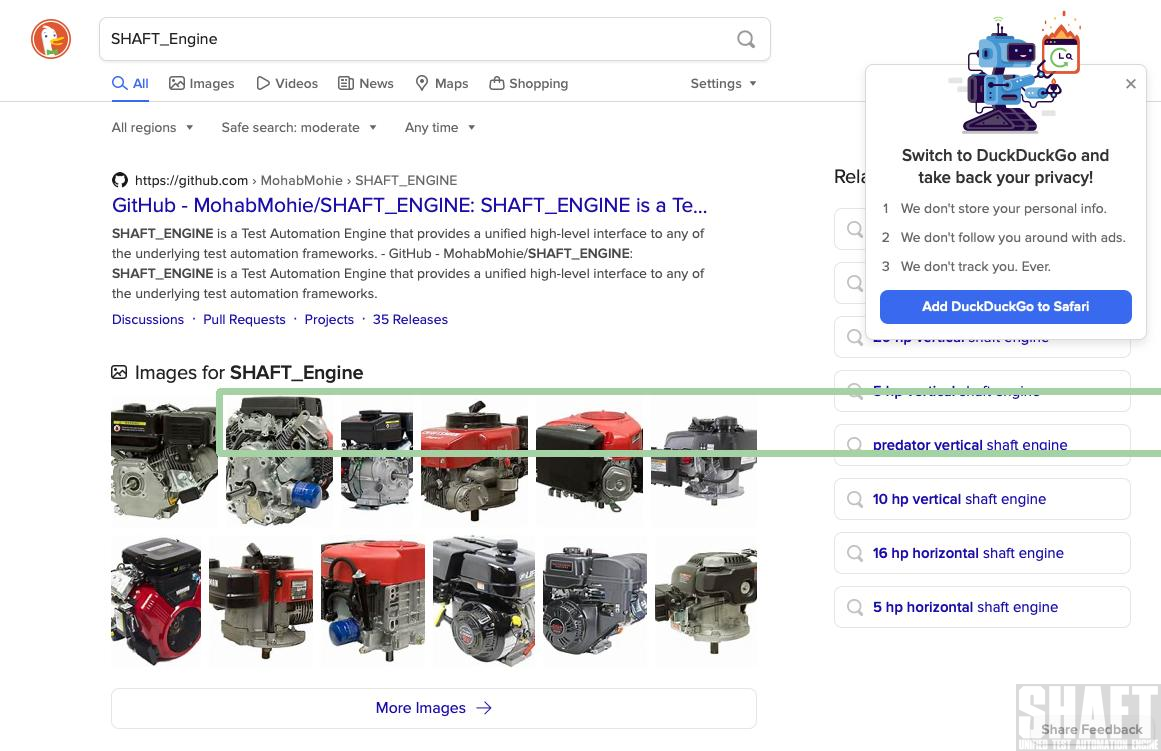 SHAFT_Engine
All
Images
Videos
News
Maps
Shopping
Settings
All regions
Safe search: moderate
Any time
https://github.com › MohabMohie › SHAFT_ENGINE
GitHub - MohabMohie/SHAFT_ENGINE: SHAFT_ENGINE is a Te...
SHAFT_ENGINE is a Test Automation Engine that provides a unified high-level interface to any of
the underlying test automation frameworks. - GitHub - MohabMohie/SHAFT_ENGINE:
SHAFT_ENGINE is a Test Automation Engine that provides a unified high-level interface to any of
the underlying test automation frameworks.
Discussions · Pull Requests · Projects · 35 Releases
Images for SHAFT_Engine
More Images
Switch to DuckDuckGo and
take back your privacy!
1 We don't store your personal info.
2 We don't follow you around with ads.
3 We don't track you. Ever.
Add DuckDuckGo to Safari
Rela
20 hp vertical shaft engine
5 hp vertical shaft engine
predator vertical shaft engine
10 hp vertical shaft engine
16 hp horizontal shaft engine
5 hp horizontal shaft engine
SHAFT
Share Feedback